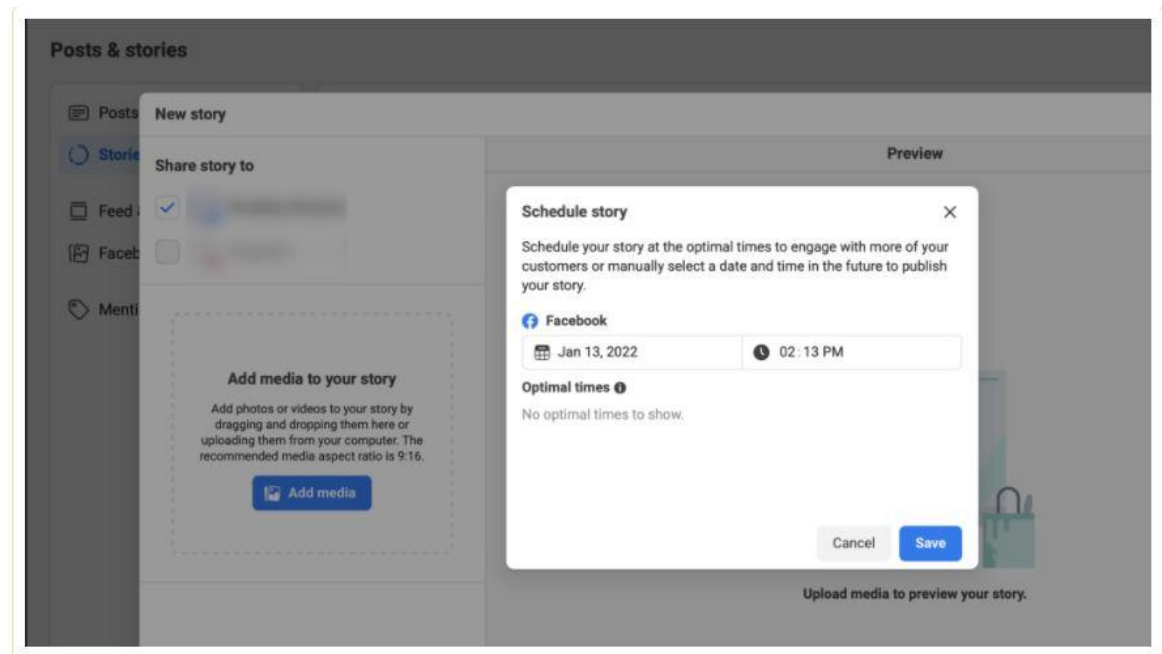 Posts & stories
Posts
New story
Stories
Share story to
Preview
Feed
Faceb
Menti
Schedule story
Schedule your story at the optimal times to engage with more of your
customers or manually select a date and time in the future to publish
your story.
Facebook
Jan 13, 2022
02:13 PM
Optimal times
No optimal times to show.
Add media to your story
Add photos or videos to your story by
dragging and dropping them here or
uploading them from your computer. The
recommended media aspect ratio is 9:16.
Add media
Cancel
Save
Upload media to preview your story.